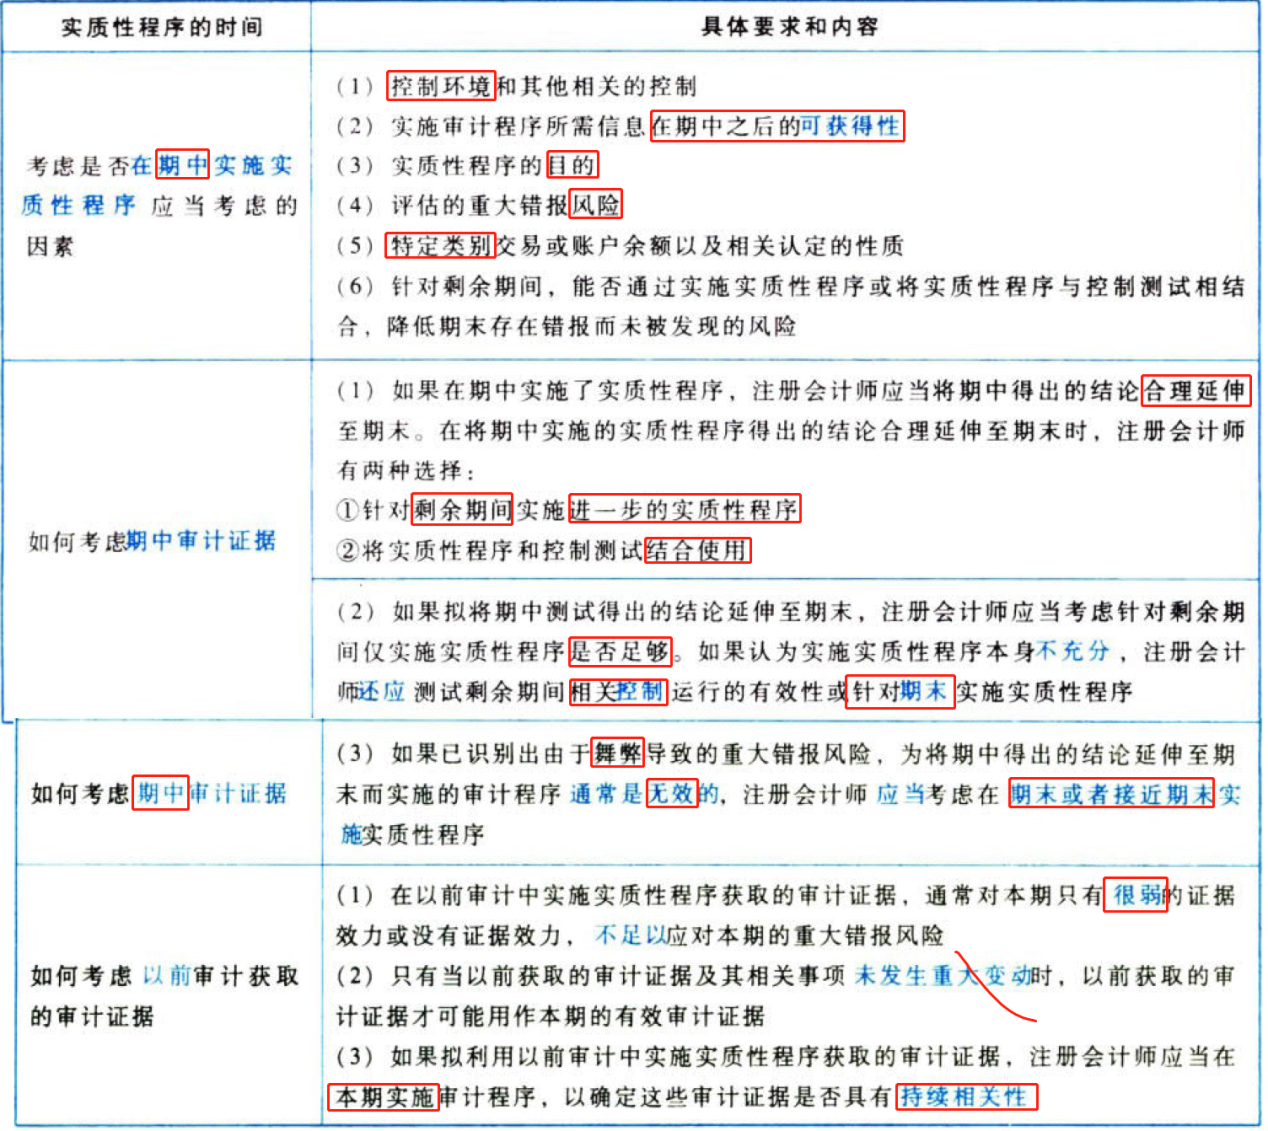 实质性程序的时间
具体要求和内容
考虑是否在期中实施实
质性程序 应当考虑的
因素
(1) 控制环境和其他相关的控制
(2) 实施审计程序所需信息在期中之后的可获得性
(3) 实质性程序的目的
(4) 评估的重大错报风险
(5) 特定类别交易或账户余额以及相关认定的性质
(6) 针对剩余期间，能否通过实施实质性程序或将实质性程序与控制测试相结
合，降低期末存在错报而未被发现的风险
如何考虑期中审计证据
(1) 如果在期中实施了实质性程序，注册会计师应当将期中得出的结论合理延伸
至期末。在将期中实施的实质性程序得出的结论合理延伸至期末时，注册会计师
有两种选择：
①针对剩余期间实施进一步的实质性程序
②将实质性程序和控制测试结合使用
(2) 如果拟将期中测试得出的结论延伸至期末，注册会计师应当考虑针对剩余期
间仅实施实质性程序是否足够。如果认为实施实质性程序本身不充分，注册会计
师还应 测试剩余期间相关控制运行的有效性或针对期末实施实质性程序
如何考虑期中审计证据
(3) 如果已识别出由于舞弊导致的重大错报风险，为将期中得出的结论延伸至期
末而实施的审计程序 通常是无效的，注册会计师 应当考虑在 期末或者接近期末实
施实质性程序
如何考虑 以前审计获取
的审计证据
(1) 在以前审计中实施实质性程序获取的审计证据，通常对本期只有 很弱的证据
效力或没有证据效力， 不足以应对本期的重大错报风险
(2) 只有当以前获取的审计证据及其相关事项 未发生重大变动时，以前获取的审
计证据才可能用作本期的有效审计证据
(3) 如果拟利用以前审计中实施实质性程序获取的审计证据，注册会计师应当在
本期实施审计程序，以确定这些审计证据是否具有 持续相关性